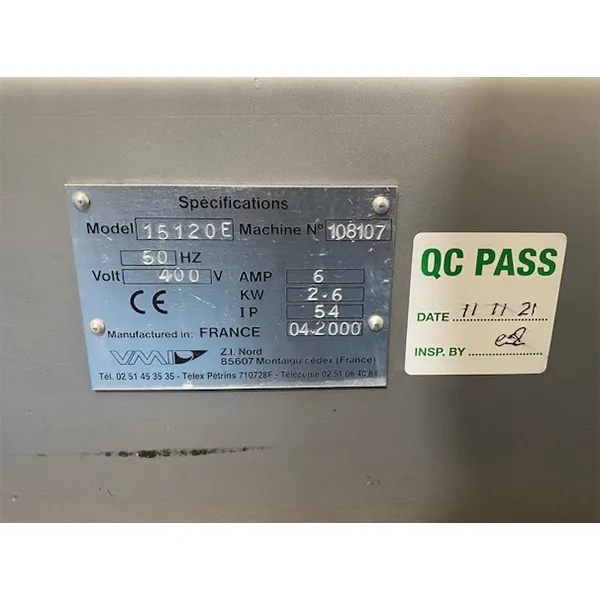 Spécifications
Model 15120E Machine N° 108107
50 HZ
Volt 400 V AMP 6
CE KW 2.6
IP 54
Manufactured in: FRANCE 04-2000
VMI Z.I. Nord
85607 Montaigu cédex (France)
Tél. 02 51 45 35 35 - Télex Pétrins 710728F - Télécopie 02 51 06 40 84
QC PASS
DATE 11 11 21
INSP. BY